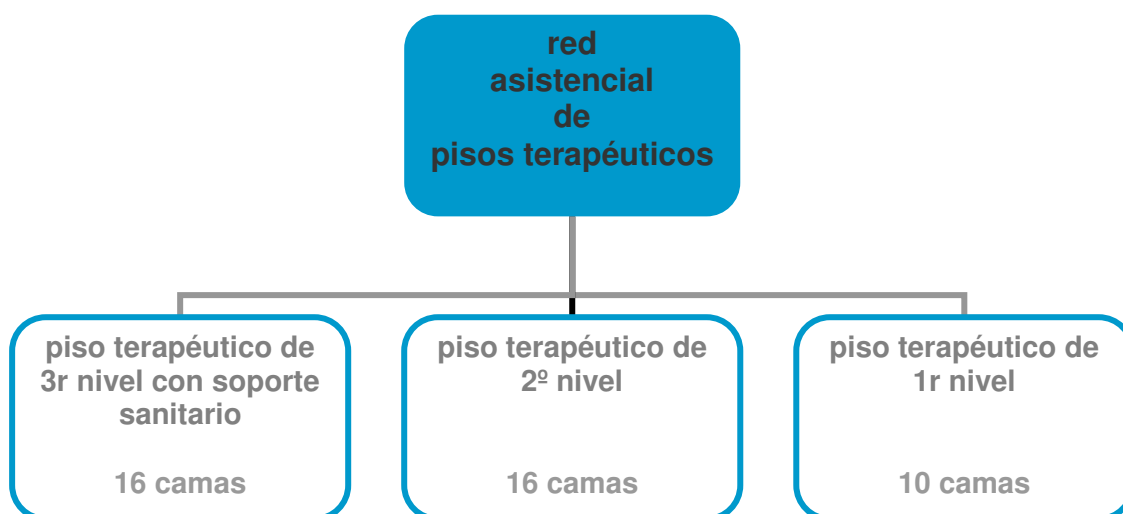 red
asistencial
de
pisos terapéuticos
piso terapéutico de
3r nivel con soporte
sanitario
16 camas
piso terapéutico de
2º nivel
16 camas
piso terapéutico de
1r nivel
10 camas